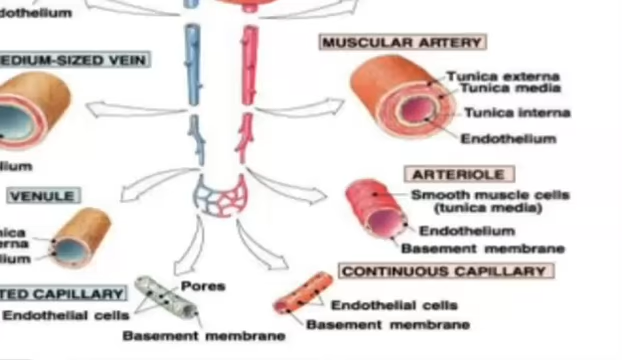 dothelium
MUSCULAR ARTERY
EDIUM-SIZED VEIN
Tunica externa
Tunica media
Tunica interna
Endothelium
lium
ARTERIOLE
VENULE
Smooth muscle cells
(tunica media)
nica
erna
lium
Endothelium
Basement membrane
CONTINUOUS CAPILLARY
TED CAPILLARY
Pores
Endothelial cells
Endothelial cells
Basement membrane
Basement membrane